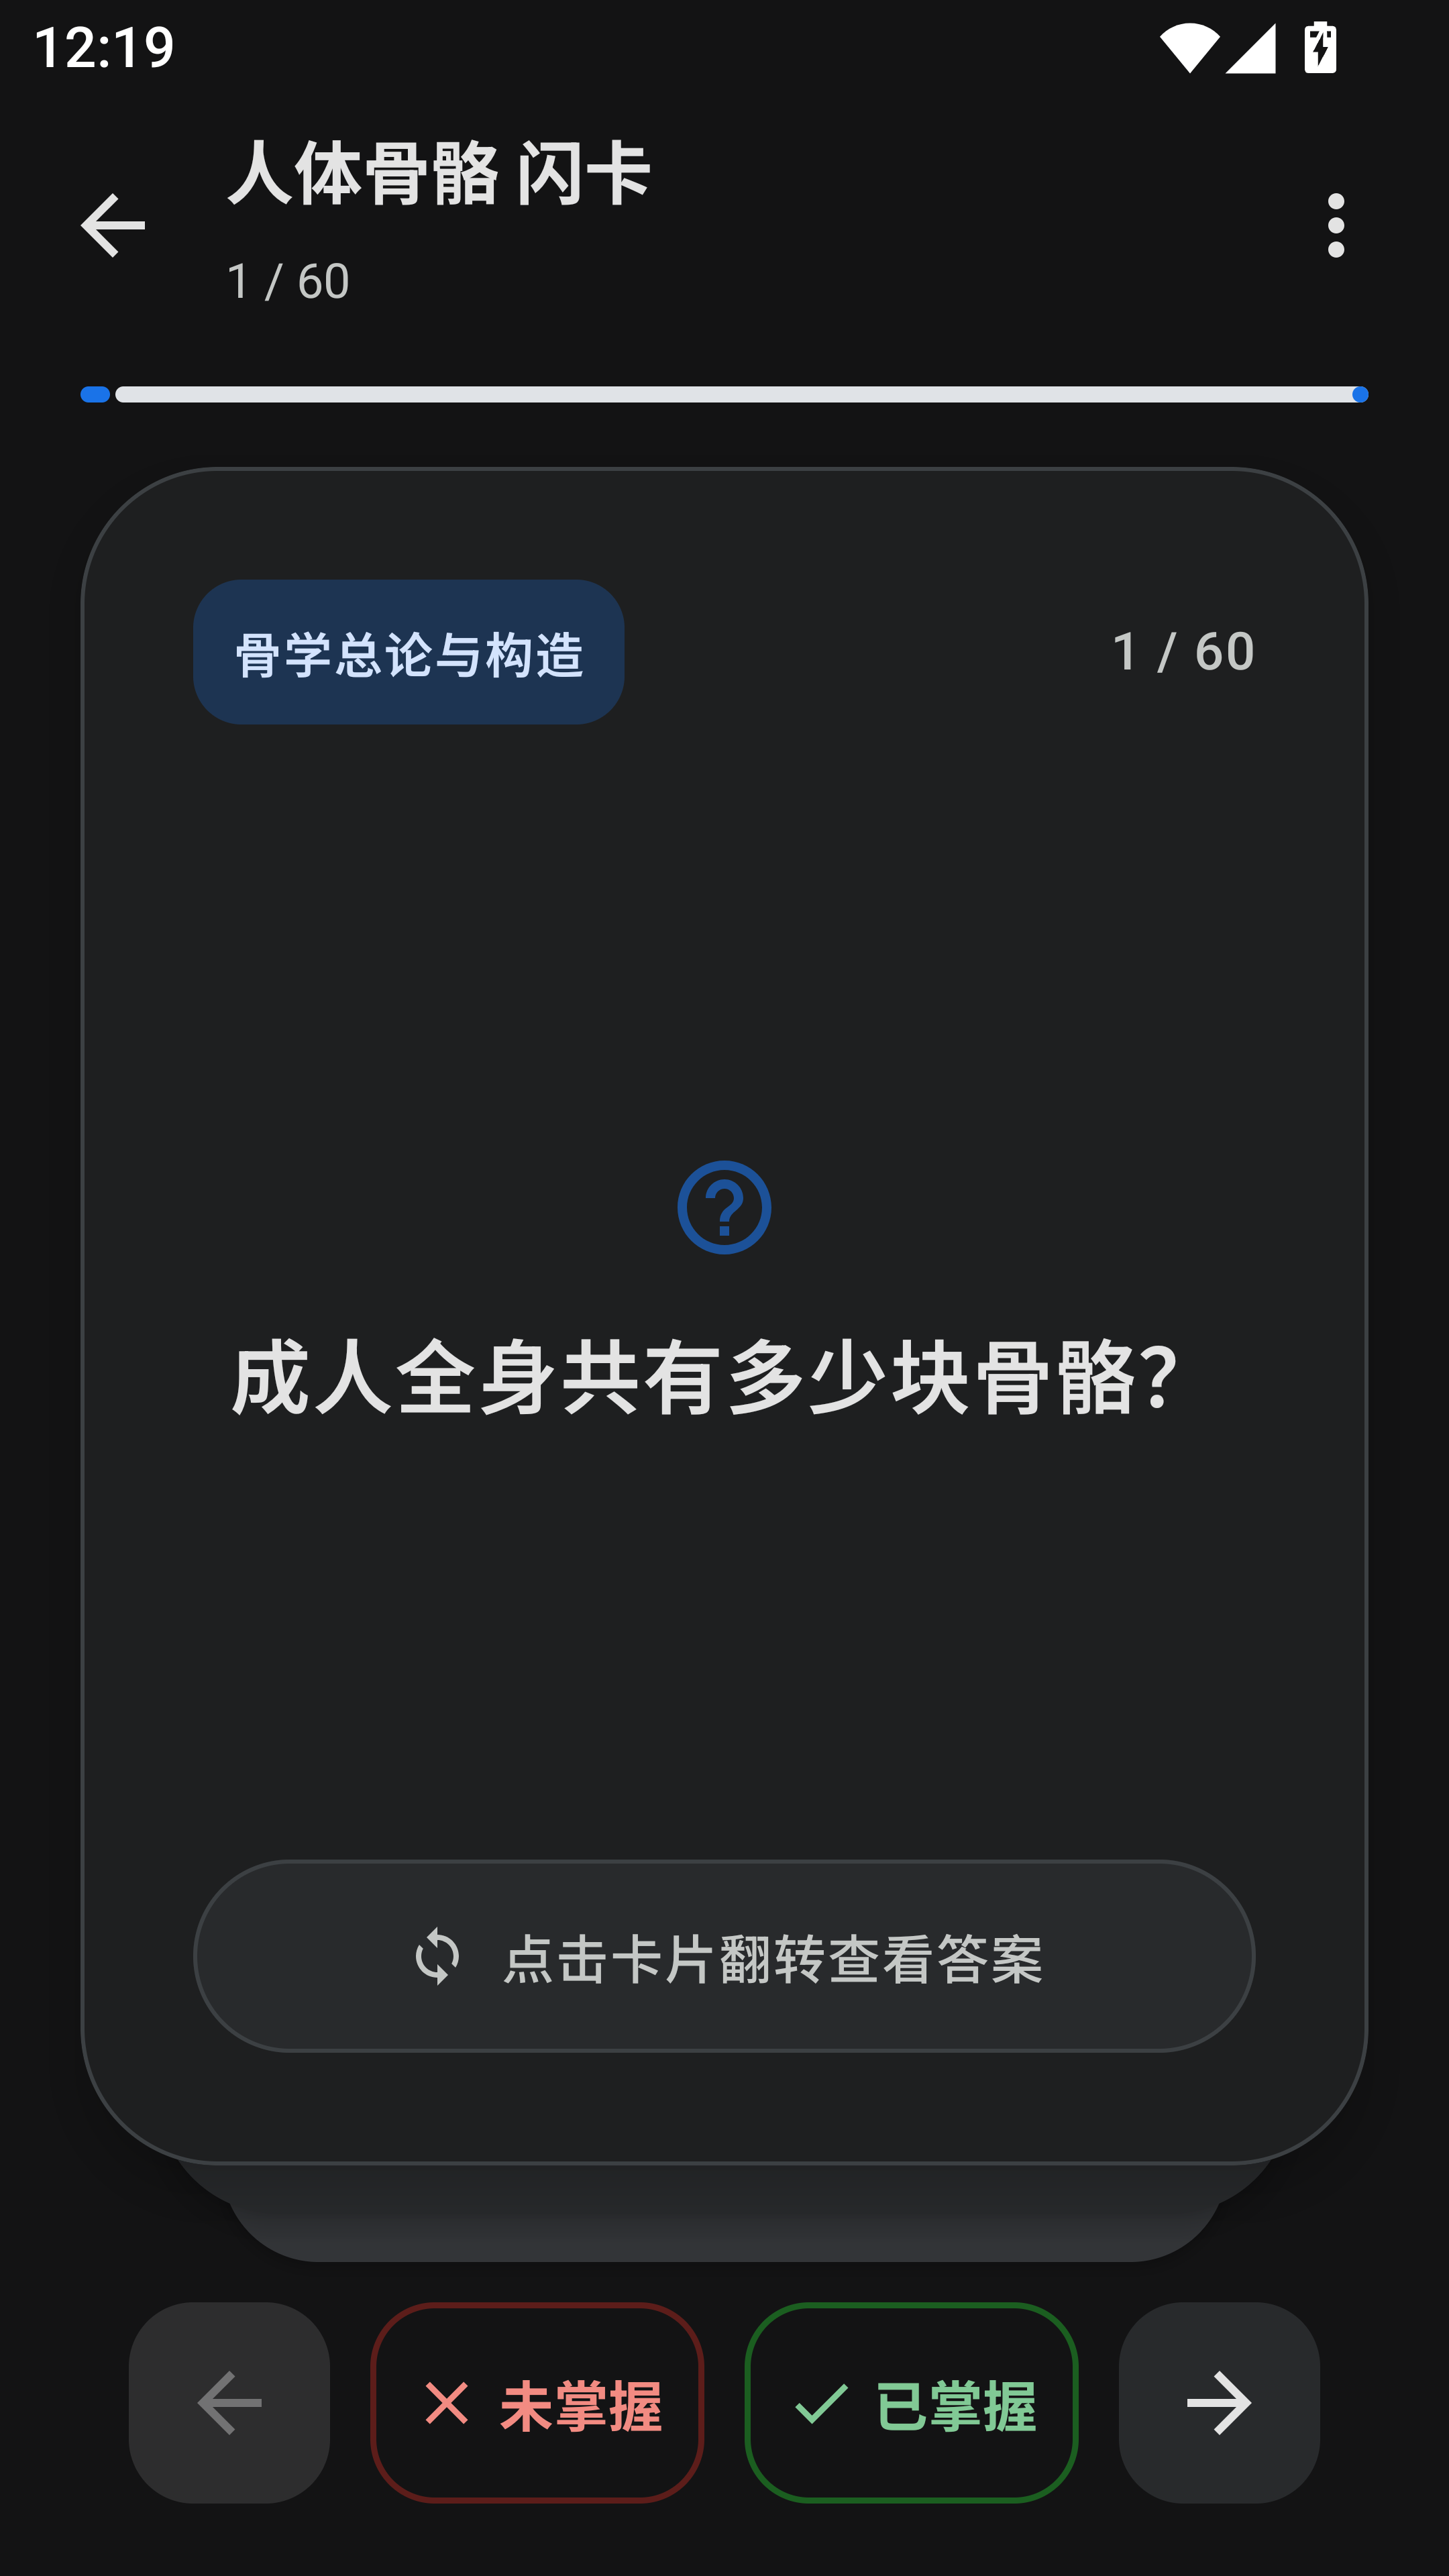 12:19
人体骨骼 闪卡
1 / 60
骨学总论与构造
1 / 60
成人全身共有多少块骨骼?
点击卡片翻转查看答案
未掌握
已掌握